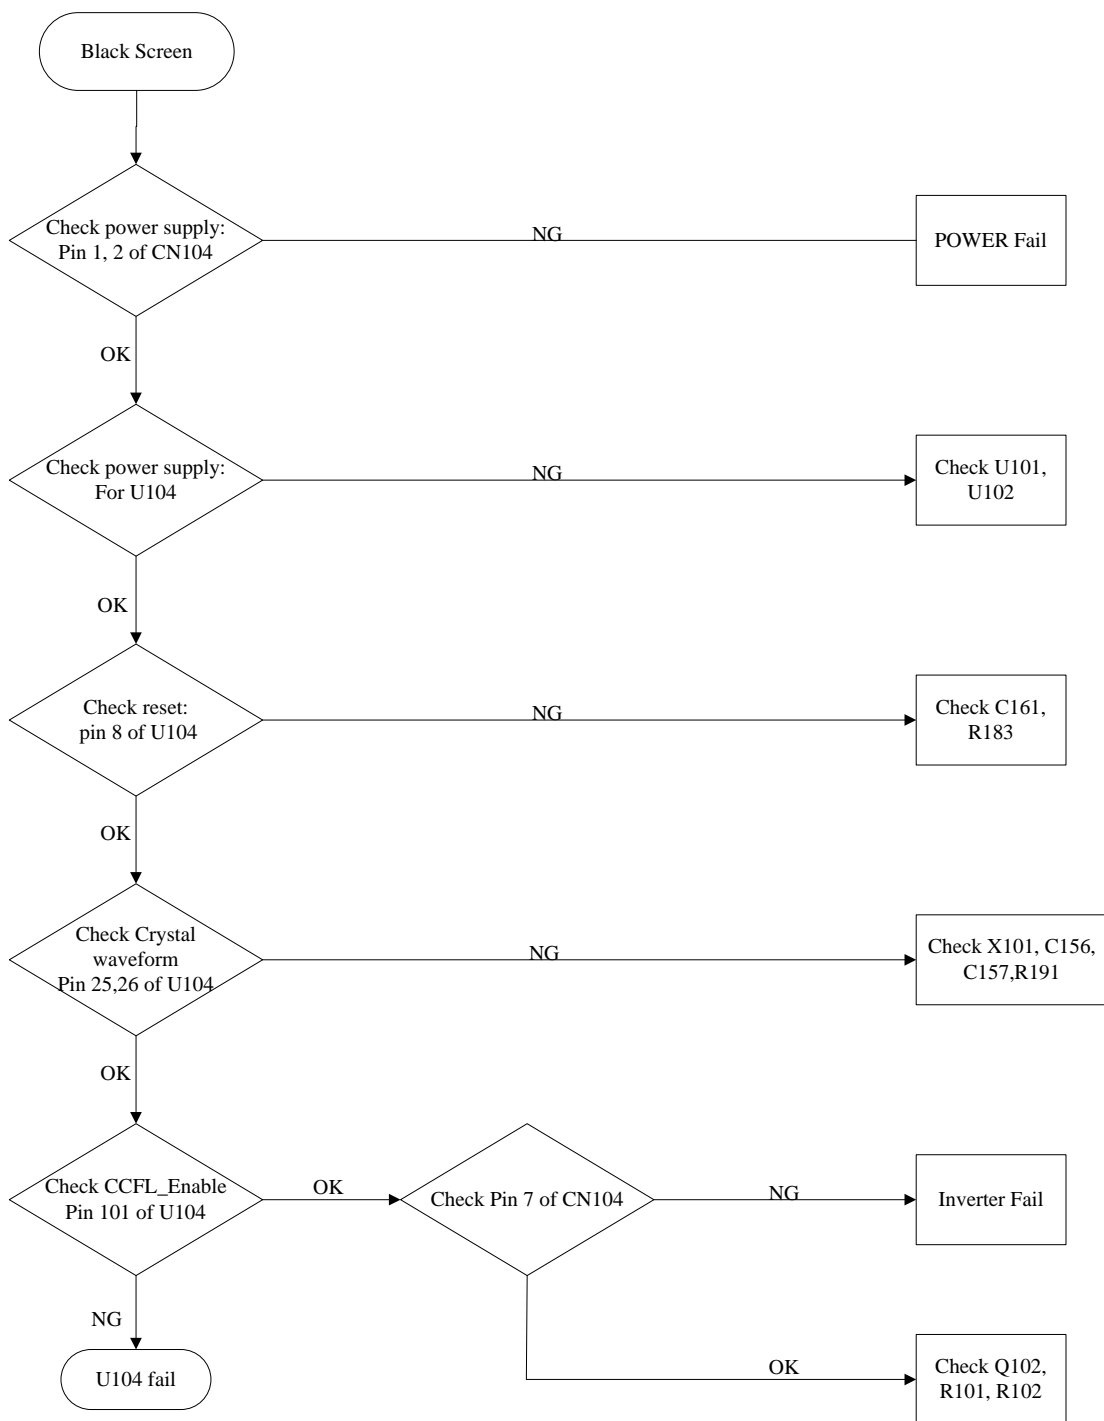 Black Screen
Check power supply:
Pin 1, 2 of CN104
NG
POWER Fail
OK
Check power supply:
For U104
NG
Check U101,
U102
OK
Check reset:
pin 8 of U104
NG
Check C161,
R183
OK
Check Crystal
waveform
Pin 25,26 of U104
NG
Check X101, C156,
C157,R191
OK
Check CCFL_Enable
Pin 101 of U104
OK
Check Pin 7 of CN104
NG
Inverter Fail
NG
U104 fail
OK
Check Q102,
R101, R102